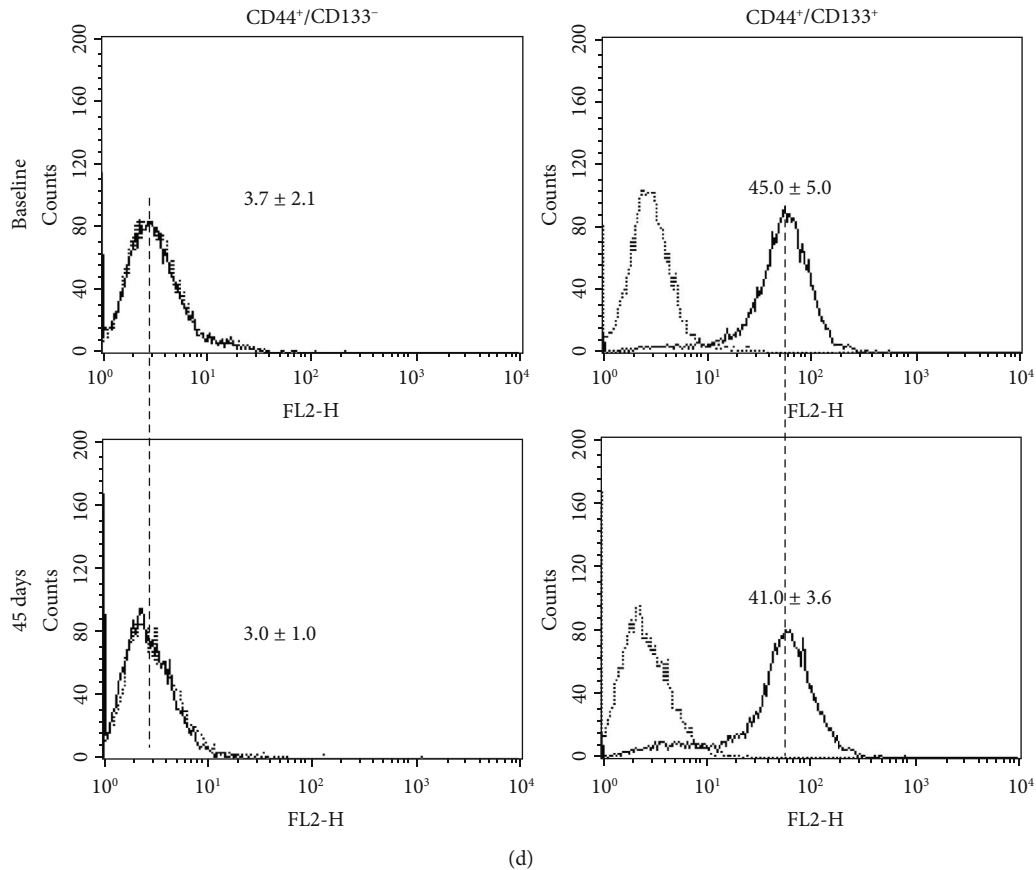 CD44⁺/CD133⁻
CD44⁺/CD133⁺
Baseline
Counts
200
160
120
80
40
0
3.7 ± 2.1
10⁰ 10¹ 10² 10³ 10⁴
FL2-H
Counts
200
160
120
80
40
0
45.0 ± 5.0
10⁰ 10¹ 10² 10³ 10⁴
FL2-H
45 days
Counts
200
160
120
80
40
0
3.0 ± 1.0
10⁰ 10¹ 10² 10³ 10⁴
FL2-H
Counts
200
160
120
80
40
0
41.0 ± 3.6
10⁰ 10¹ 10² 10³ 10⁴
FL2-H
(d)